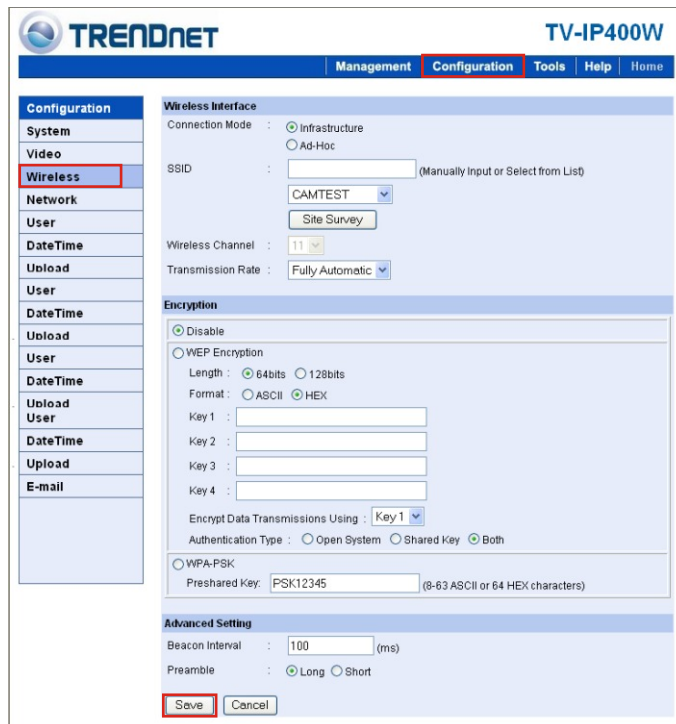 TRENDNET TV-IP400W
Management Configuration Tools Help Home
Configuration
System
Video
Wireless
Network
User
DateTime
Upload
User
DateTime
Upload
User
DateTime
Upload
User
DateTime
Upload
E-mail
Wireless Interface
Connection Mode : Infrastructure
Ad-Hoc
SSID : (Manually Input or Select from List)
CAMTEST
Site Survey
Wireless Channel : 11
Transmission Rate : Fully Automatic
Encryption
Disable
WEP Encryption
Length : 64bits 128bits
Format : ASCII HEX
Key 1 :
Key 2 :
Key 3 :
Key 4 :
Encrypt Data Transmissions Using : Key 1
Authentication Type : Open System Shared Key Both
WPA-PSK
Preshared Key: PSK12345 (8-63 ASCII or 64 HEX characters)
Advanced Setting
Beacon Interval : 100 (ms)
Preamble : Long Short
Save Cancel